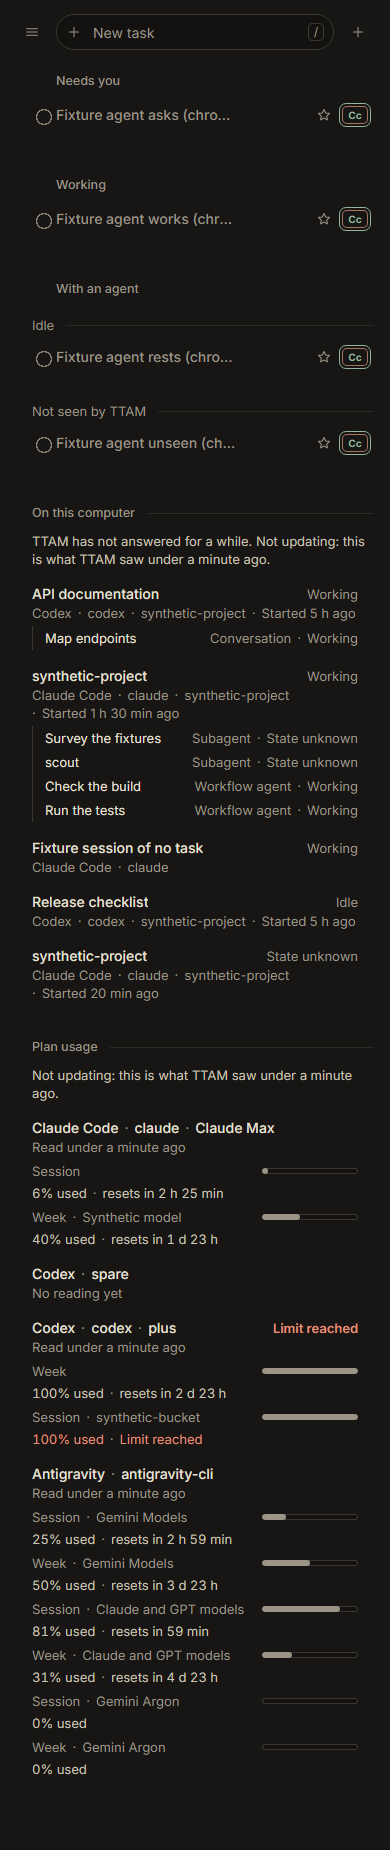 New task /
Needs you
Fixture agent asks (chro... Cc
Working
Fixture agent works (chr... Cc
With an agent
Idle
Fixture agent rests (chro... Cc
Not seen by TTAM
Fixture agent unseen (ch... Cc
On this computer
TTAM has not answered for a while. Not updating: this
is what TTAM saw under a minute ago.
API documentation Working
Codex · codex · synthetic-project · Started 5 h ago
Map endpoints Conversation · Working
synthetic-project Working
Claude Code · claude · synthetic-project
· Started 1 h 30 min ago
Survey the fixtures Subagent · State unknown
scout Subagent · State unknown
Check the build Workflow agent · Working
Run the tests Workflow agent · Working
Fixture session of no task Working
Claude Code · claude
Release checklist Idle
Codex · codex · synthetic-project · Started 5 h ago
synthetic-project State unknown
Claude Code · claude · synthetic-project
· Started 20 min ago
Plan usage
Not updating: this is what TTAM saw under a minute
ago.
Claude Code · claude · Claude Max
Read under a minute ago
Session
6% used · resets in 2 h 25 min
Week · Synthetic model
40% used · resets in 1 d 23 h
Codex · spare
No reading yet
Codex · codex · plus Limit reached
Read under a minute ago
Week
100% used · resets in 2 d 23 h
Session · synthetic-bucket
100% used · Limit reached
Antigravity · antigravity-cli
Read under a minute ago
Session · Gemini Models
25% used · resets in 2 h 59 min
Week · Gemini Models
50% used · resets in 3 d 23 h
Session · Claude and GPT models
81% used · resets in 59 min
Week · Claude and GPT models
31% used · resets in 4 d 23 h
Session · Gemini Argon
0% used
Week · Gemini Argon
0% used